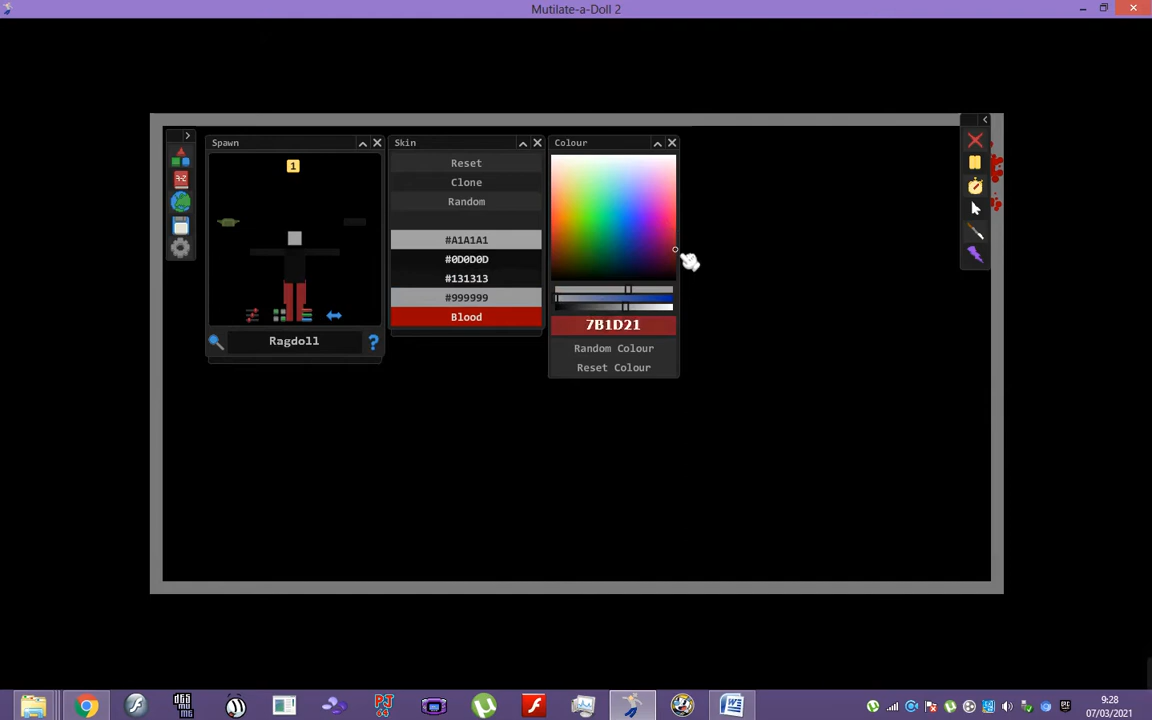 Mutilate-a-Doll 2
Spawn
1
Ragdoll
?
Skin
Reset
Clone
Random
#A1A1A1
#0D0D0D
#131313
#999999
Blood
Colour
7B1D21
Random Colour
Reset Colour
9:28
07/03/2021